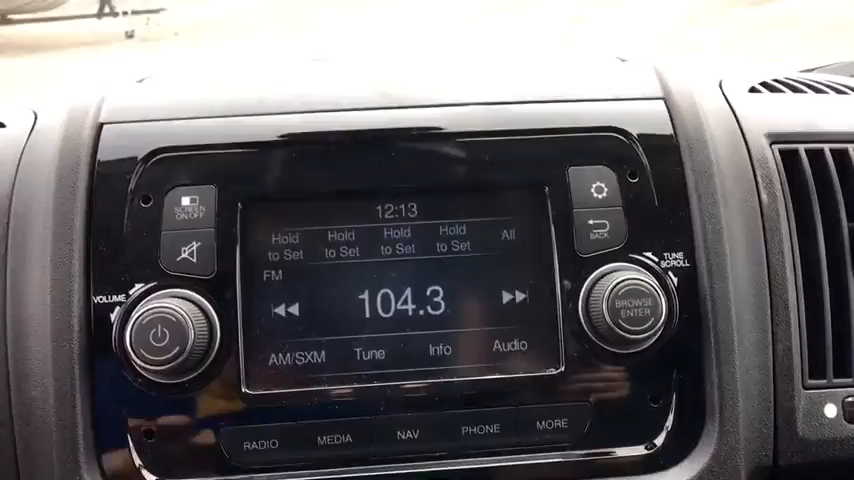 SCREEN
ON/OFF
12:13
BACK
Hold to Set
Hold to Set
Hold to Set
Hold to Set
All
FM
TUNE
SCROLL
VOLUME
104.3
BROWSE
ENTER
AM/SXM
Tune
Info
Audio
RADIO
MEDIA
NAV
PHONE
MORE